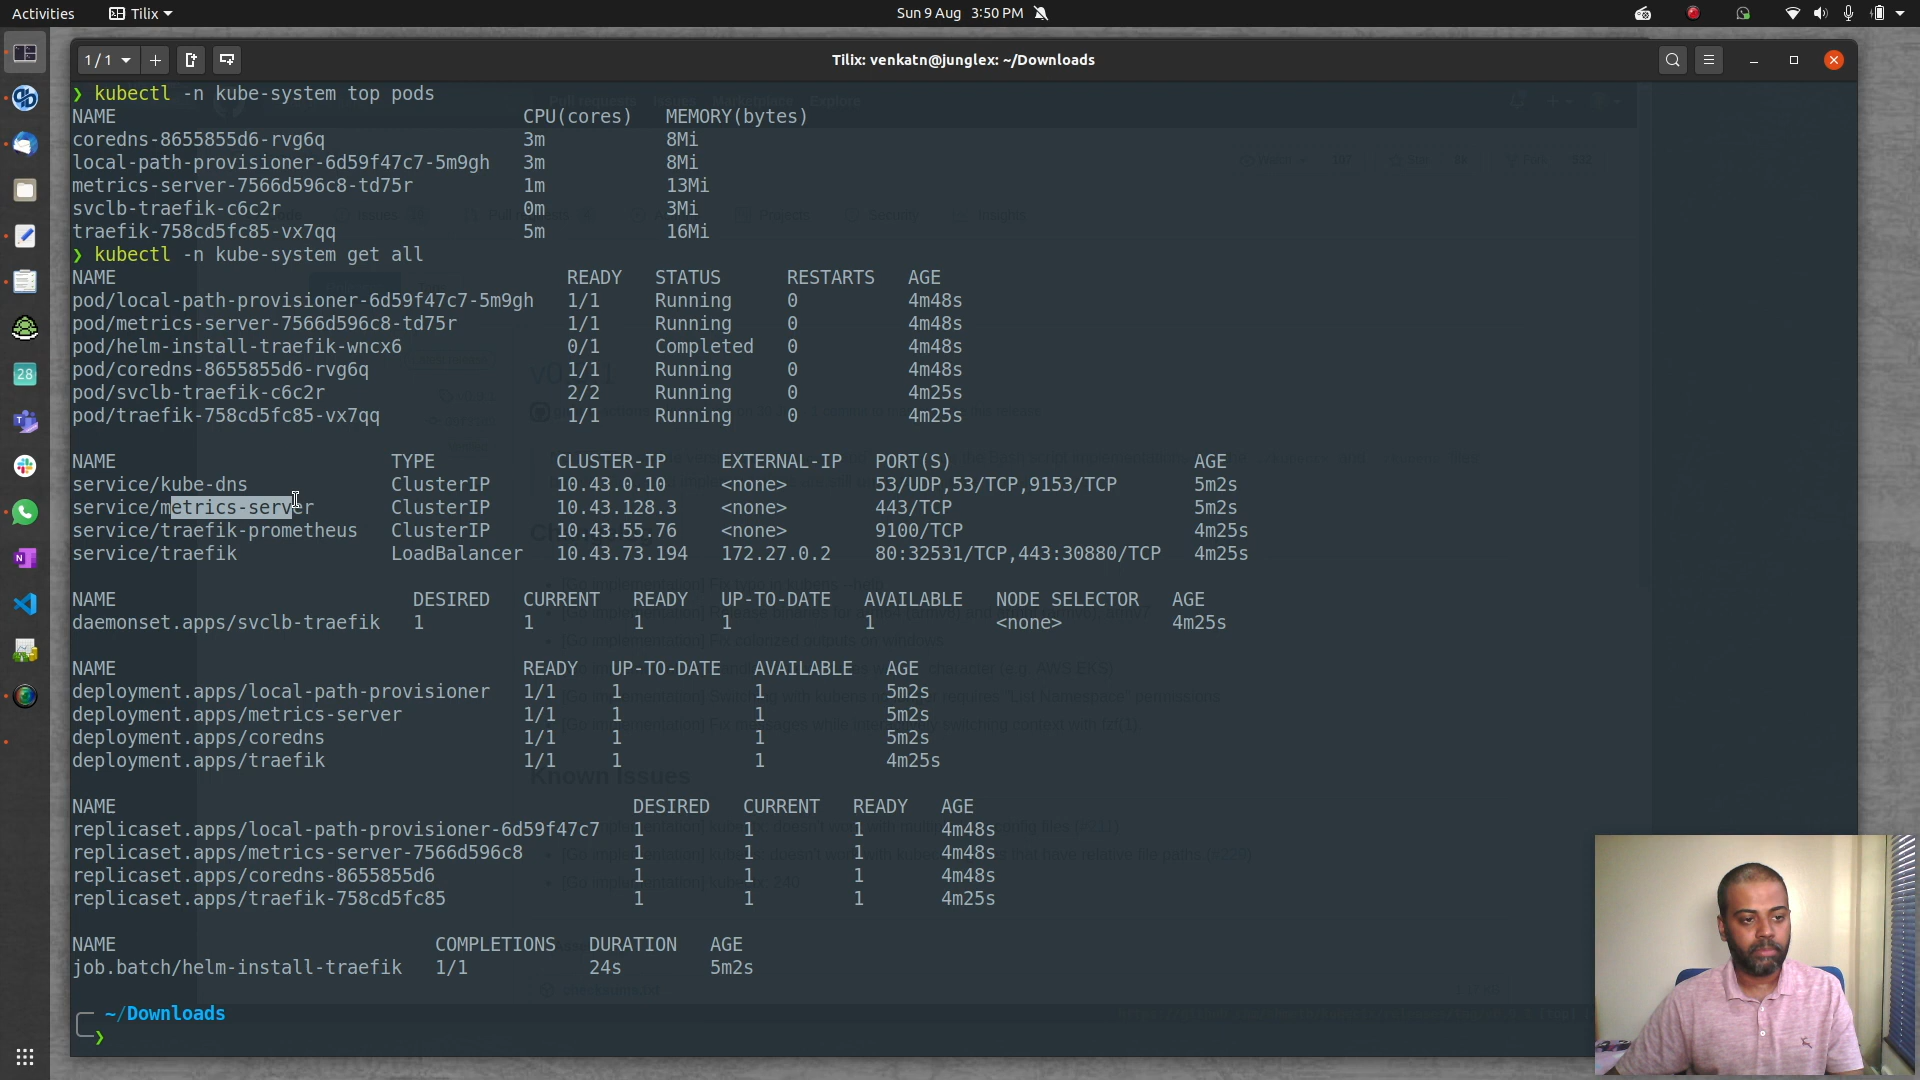 Activities
Tilix
Sun 9 Aug 3:50 PM
1 / 1
Tilix: venkatn@junglex: ~/Downloads
❯ kubectl -n kube-system top pods
NAME CPU(cores) MEMORY(bytes)
coredns-8655855d6-rvg6q 3m 8Mi
local-path-provisioner-6d59f47c7-5m9gh 3m 8Mi
metrics-server-7566d596c8-td75r 1m 13Mi
svclb-traefik-c6c2r 0m 3Mi
traefik-758cd5fc85-vx7qq 5m 16Mi
❯ kubectl -n kube-system get all
NAME READY STATUS RESTARTS AGE
pod/local-path-provisioner-6d59f47c7-5m9gh 1/1 Running 0 4m48s
pod/metrics-server-7566d596c8-td75r 1/1 Running 0 4m48s
pod/helm-install-traefik-wncx6 0/1 Completed 0 4m48s
pod/coredns-8655855d6-rvg6q 1/1 Running 0 4m48s
pod/svclb-traefik-c6c2r 2/2 Running 0 4m25s
pod/traefik-758cd5fc85-vx7qq 1/1 Running 0 4m25s
NAME TYPE CLUSTER-IP EXTERNAL-IP PORT(S) AGE
service/kube-dns ClusterIP 10.43.0.10 <none> 53/UDP,53/TCP,9153/TCP 5m2s
service/metrics-server ClusterIP 10.43.128.3 <none> 443/TCP 5m2s
service/traefik-prometheus ClusterIP 10.43.55.76 <none> 9100/TCP 4m25s
service/traefik LoadBalancer 10.43.73.194 172.27.0.2 80:32531/TCP,443:30880/TCP 4m25s
NAME DESIRED CURRENT READY UP-TO-DATE AVAILABLE NODE SELECTOR AGE
daemonset.apps/svclb-traefik 1 1 1 1 1 <none> 4m25s
NAME READY UP-TO-DATE AVAILABLE AGE
deployment.apps/local-path-provisioner 1/1 1 1 5m2s
deployment.apps/metrics-server 1/1 1 1 5m2s
deployment.apps/coredns 1/1 1 1 5m2s
deployment.apps/traefik 1/1 1 1 4m25s
NAME DESIRED CURRENT READY AGE
replicaset.apps/local-path-provisioner-6d59f47c7 1 1 1 4m48s
replicaset.apps/metrics-server-7566d596c8 1 1 1 4m48s
replicaset.apps/coredns-8655855d6 1 1 1 4m48s
replicaset.apps/traefik-758cd5fc85 1 1 1 4m25s
NAME COMPLETIONS DURATION AGE
job.batch/helm-install-traefik 1/1 24s 5m2s
~/Downloads
❯
28